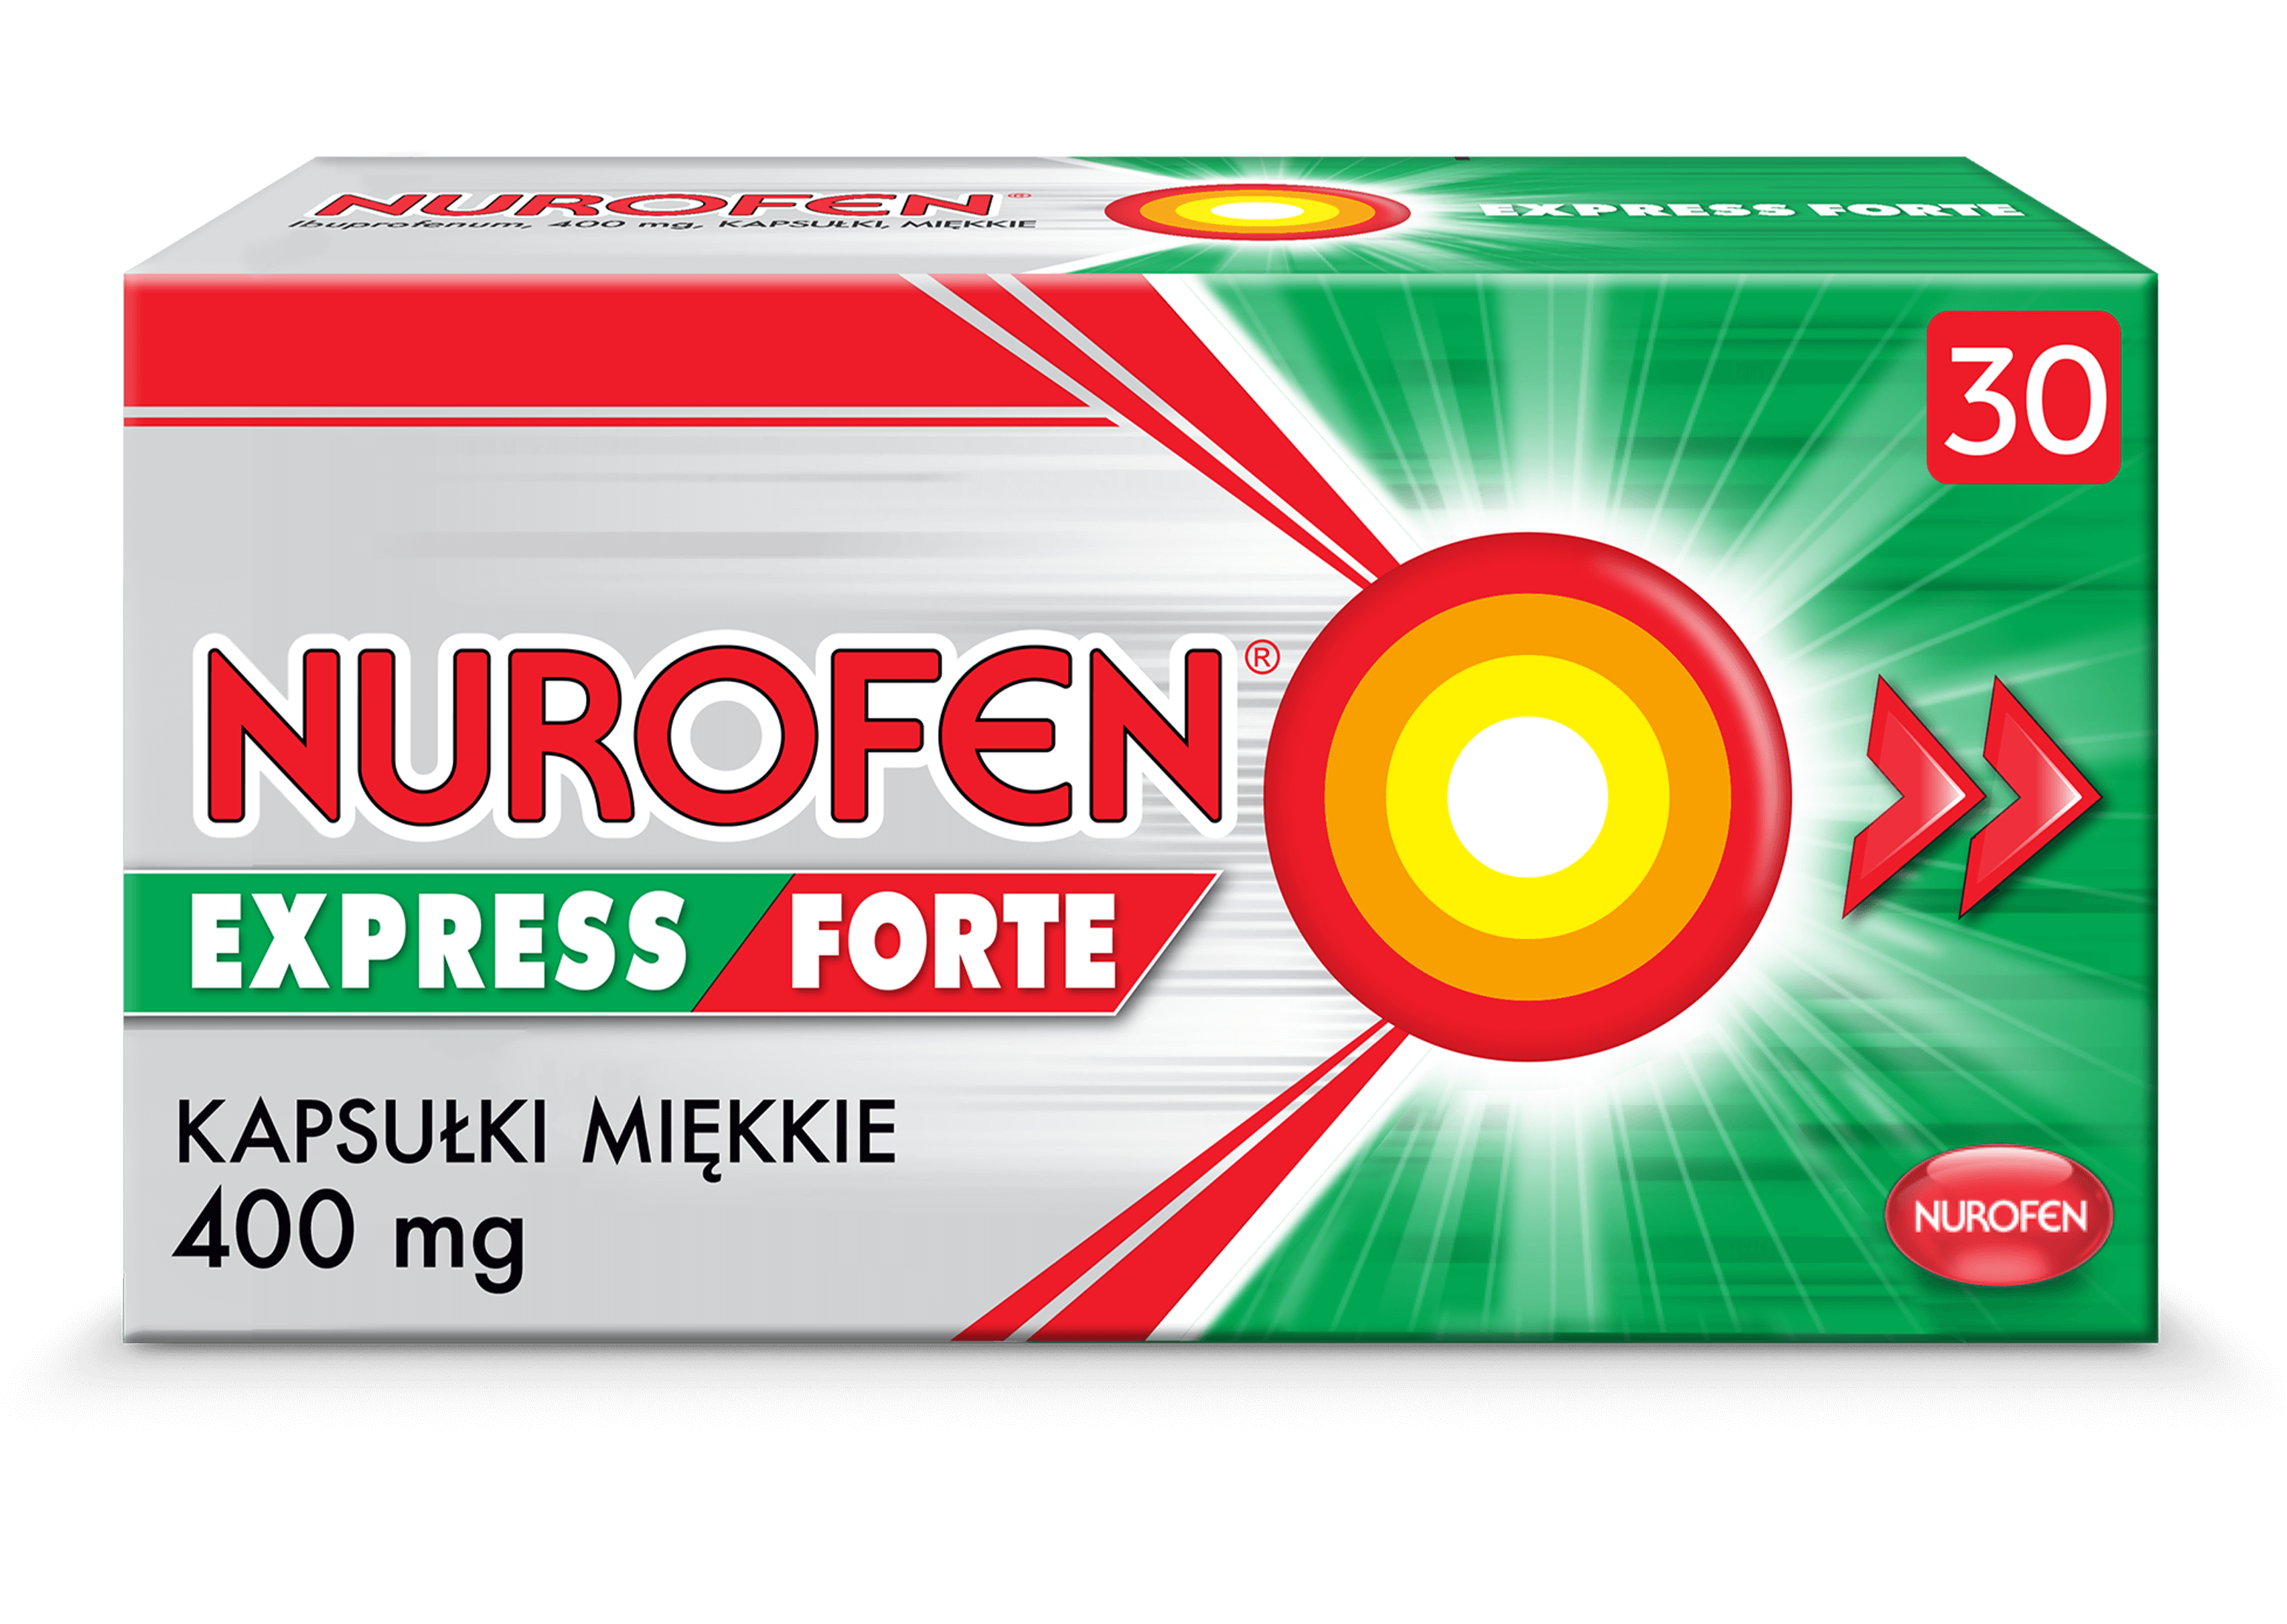 NUROFEN®
Ibuprofenum, 400 mg, KAPSUŁKI, MIĘKKIE
EXPRESS FORTE
30
NUROFEN®
EXPRESS FORTE
KAPSUŁKI MIĘKKIE
400 mg
NUROFEN